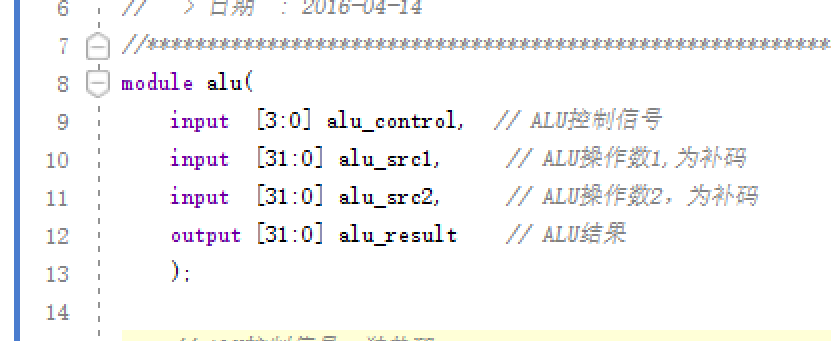 6 // > 日期 : 2016-04-14
7 //**********************************************************
8 module alu(
9 input [3:0] alu_control, // ALU控制信号
10 input [31:0] alu_src1, // ALU操作数1,为补码
11 input [31:0] alu_src2, // ALU操作数2，为补码
12 output [31:0] alu_result // ALU结果
13 );
14